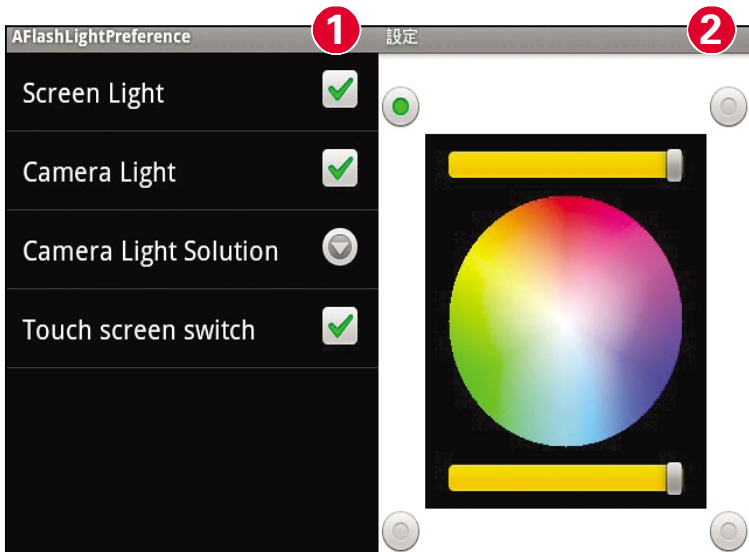 AFlashLightPreference
1
Screen Light
Camera Light
Camera Light Solution
Touch screen switch
設定
2